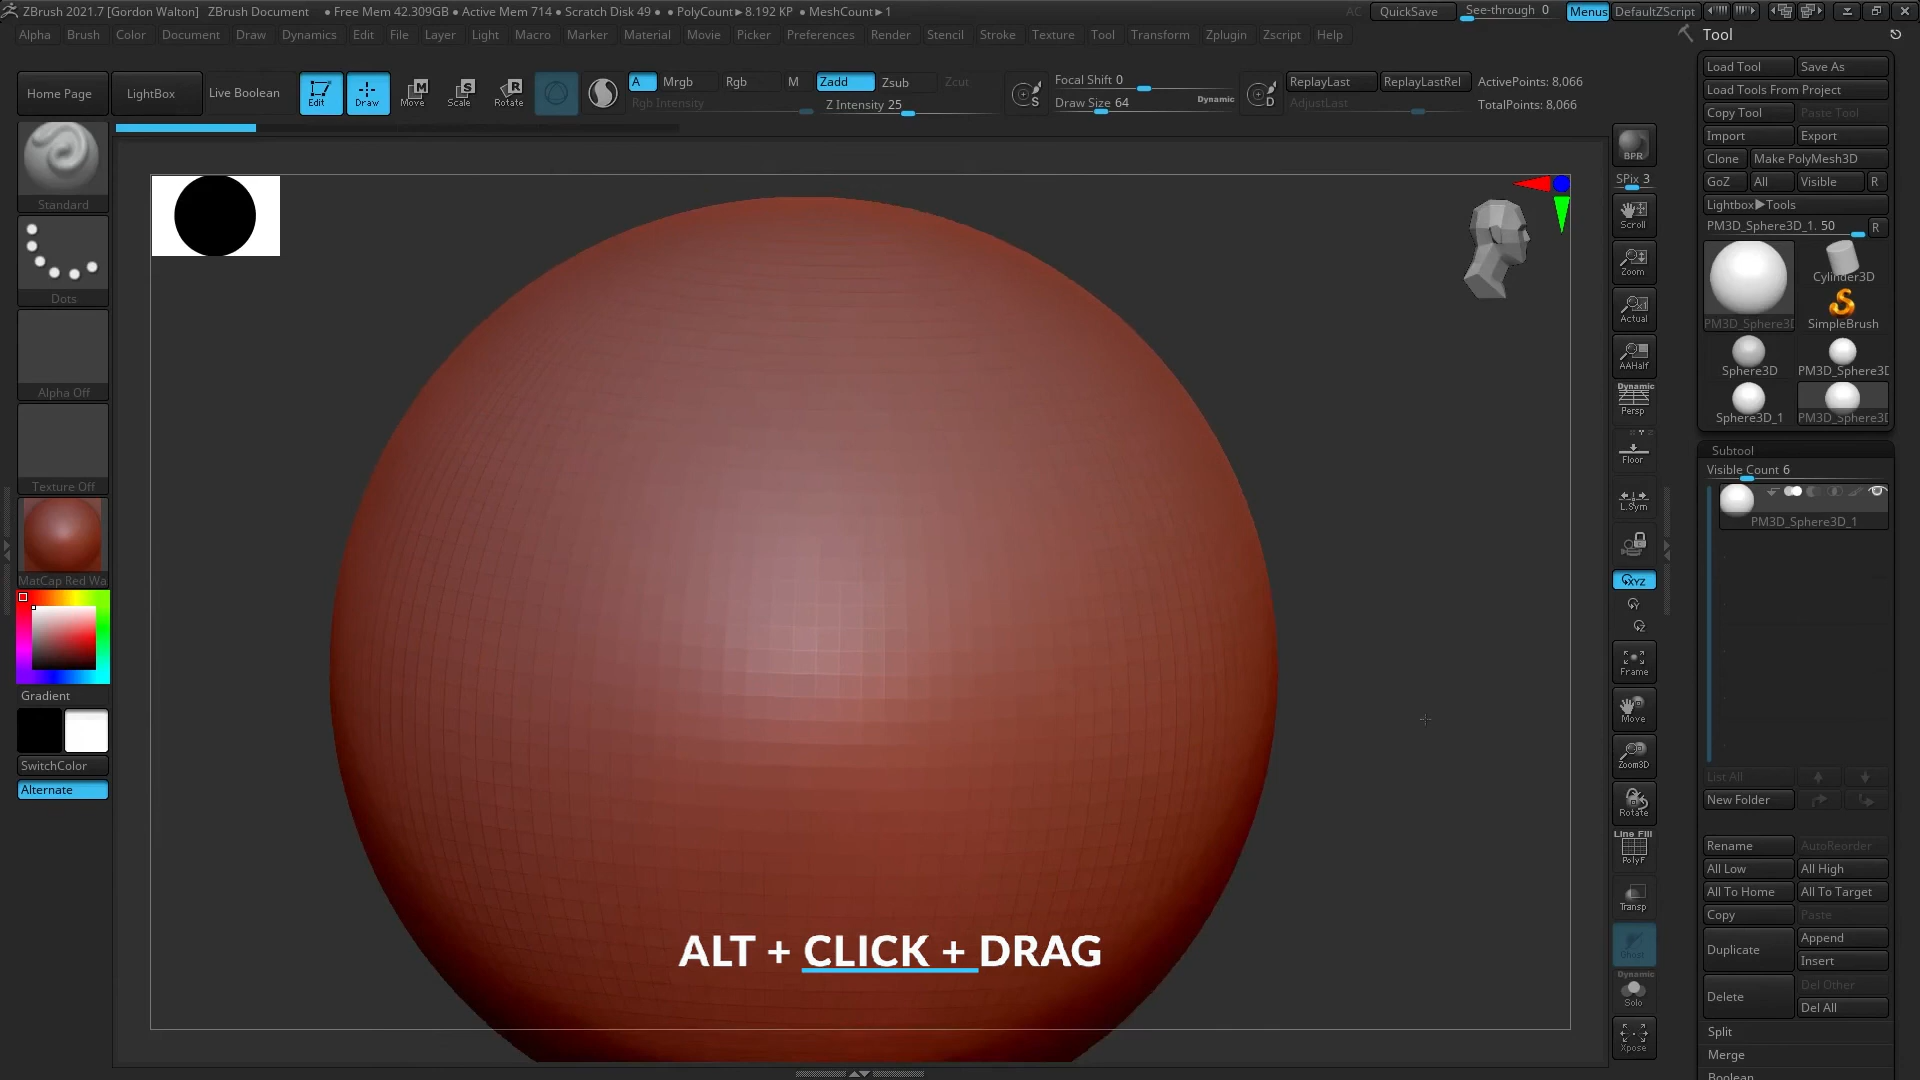 ZBrush 2021.7 [Gordon Walton] ZBrush Document • Free Mem 42.309GB • Active Mem 714 • Scratch Disk 49 • • PolyCount▸8.192 KP • MeshCount▸1 AC QuickSave See-through 0 Menus DefaultZScript
Alpha Brush Color Document Draw Dynamics Edit File Layer Light Macro Marker Material Movie Picker Preferences Render Stencil Stroke Texture Tool Transform Zplugin Zscript Help
Home Page LightBox Live Boolean Edit Draw Move Scale Rotate
A Mrgb Rgb M Zadd Zsub Zcut
Rgb Intensity Z Intensity 25
Focal Shift 0
Draw Size 64 Dynamic
ReplayLast ReplayLastRel ActivePoints: 8,066
AdjustLast TotalPoints: 8,066
Standard
Dots
Alpha Off
Texture Off
MatCap Red Wa
Gradient
SwitchColor
Alternate
ALT + CLICK + DRAG
BPR
SPix 3
Scroll
Zoom
Actual
AAHalf
Dynamic
Persp
Floor
L.Sym
XYZ
Frame
Move
Zoom3D
Rotate
Line Fill
PolyF
Transp
Ghost
Dynamic
Solo
Xpose
Tool
Load Tool Save As
Load Tools From Project
Copy Tool Paste Tool
Import Export
Clone Make PolyMesh3D
GoZ All Visible R
Lightbox▸Tools
PM3D_Sphere3D_1. 50 R
PM3D_Sphere3D Cylinder3D
SimpleBrush
Sphere3D PM3D_Sphere3D
Sphere3D_1 PM3D_Sphere3D
Subtool
Visible Count 6
PM3D_Sphere3D_1
List All
New Folder
Rename AutoReorder
All Low All High
All To Home All To Target
Copy Paste
Duplicate Append
Insert
Delete Del Other
Del All
Split
Merge
Boolean